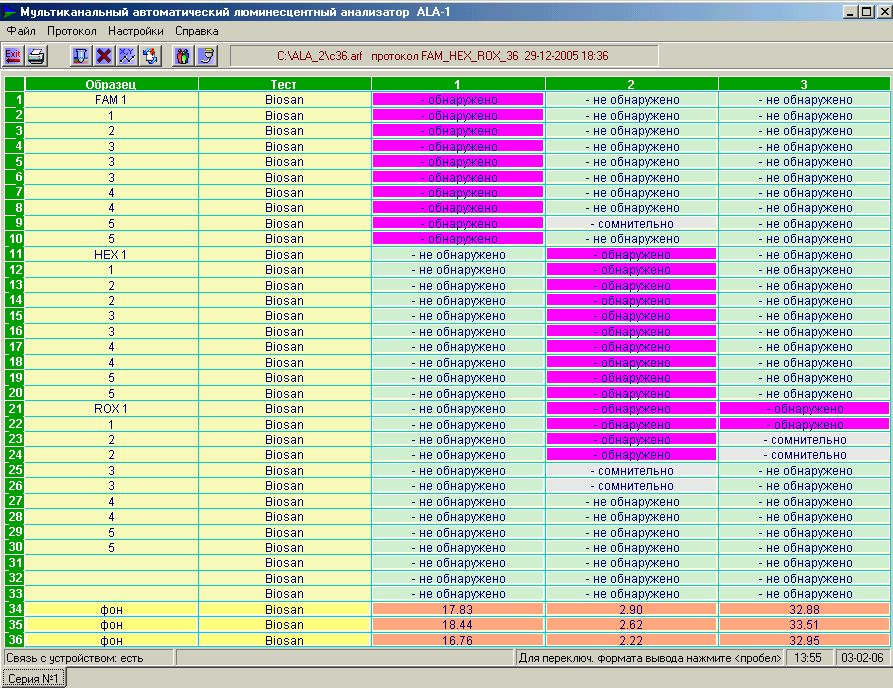 Мультиканальный автоматический люминесцентный анализатор ALA-1
Файл Протокол Настройки Справка
Exit C:\ALA_2\c36.arf протокол FAM_HEX_ROX_36 29-12-2005 18:36
Образец Тест 1 2 3
1 FAM 1 Biosan - обнаружено - не обнаружено - не обнаружено
2 1 Biosan - обнаружено - не обнаружено - не обнаружено
3 2 Biosan - обнаружено - не обнаружено - не обнаружено
4 3 Biosan - обнаружено - не обнаружено - не обнаружено
5 3 Biosan - обнаружено - не обнаружено - не обнаружено
6 3 Biosan - обнаружено - не обнаружено - не обнаружено
7 4 Biosan - обнаружено - не обнаружено - не обнаружено
8 4 Biosan - обнаружено - не обнаружено - не обнаружено
9 5 Biosan - обнаружено - сомнительно - не обнаружено
10 5 Biosan - обнаружено - не обнаружено - не обнаружено
11 HEX 1 Biosan - не обнаружено - обнаружено - не обнаружено
12 1 Biosan - не обнаружено - обнаружено - не обнаружено
13 2 Biosan - не обнаружено - обнаружено - не обнаружено
14 2 Biosan - не обнаружено - обнаружено - не обнаружено
15 3 Biosan - не обнаружено - обнаружено - не обнаружено
16 3 Biosan - не обнаружено - обнаружено - не обнаружено
17 4 Biosan - не обнаружено - обнаружено - не обнаружено
18 4 Biosan - не обнаружено - обнаружено - не обнаружено
19 5 Biosan - не обнаружено - обнаружено - не обнаружено
20 5 Biosan - не обнаружено - обнаружено - не обнаружено
21 ROX 1 Biosan - не обнаружено - обнаружено - обнаружено
22 1 Biosan - не обнаружено - обнаружено - обнаружено
23 2 Biosan - не обнаружено - обнаружено - сомнительно
24 2 Biosan - не обнаружено - обнаружено - сомнительно
25 3 Biosan - не обнаружено - сомнительно - не обнаружено
26 3 Biosan - не обнаружено - сомнительно - не обнаружено
27 4 Biosan - не обнаружено - не обнаружено - не обнаружено
28 4 Biosan - не обнаружено - не обнаружено - не обнаружено
29 5 Biosan - не обнаружено - не обнаружено - не обнаружено
30 5 Biosan - не обнаружено - не обнаружено - не обнаружено
31 Biosan - не обнаружено - не обнаружено - не обнаружено
32 Biosan - не обнаружено - не обнаружено - не обнаружено
33 Biosan - не обнаружено - не обнаружено - не обнаружено
34 фон Biosan 17.83 2.90 32.88
35 фон Biosan 18.44 2.62 33.51
36 фон Biosan 16.76 2.22 32.95
Связь с устройством: есть Для переключ. формата вывода нажмите <пробел> 13:55 03-02-06
Серия №1